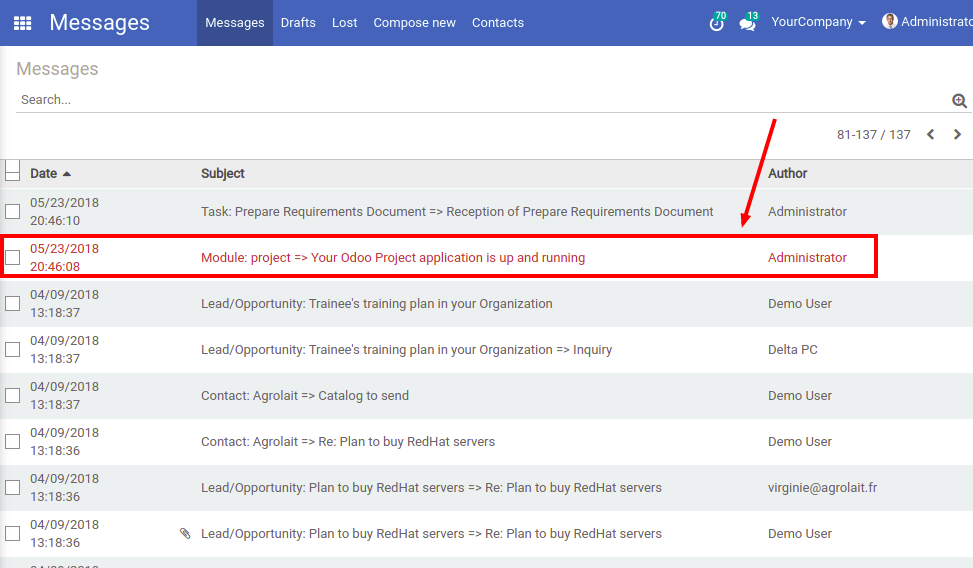 Messages
Messages Drafts Lost Compose new Contacts
70 13 YourCompany Administrato
Messages
Search...
81-137 / 137
Date Subject Author
05/23/2018
20:46:10
Task: Prepare Requirements Document => Reception of Prepare Requirements Document Administrator
05/23/2018
20:46:08
Module: project => Your Odoo Project application is up and running Administrator
04/09/2018
13:18:37
Lead/Opportunity: Trainee's training plan in your Organization Demo User
04/09/2018
13:18:37
Lead/Opportunity: Trainee's training plan in your Organization => Inquiry Delta PC
04/09/2018
13:18:37
Contact: Agrolait => Catalog to send Demo User
04/09/2018
13:18:36
Contact: Agrolait => Re: Plan to buy RedHat servers Demo User
04/09/2018
13:18:36
Lead/Opportunity: Plan to buy RedHat servers => Re: Plan to buy RedHat servers virginie@agrolait.fr
04/09/2018
13:18:36
Lead/Opportunity: Plan to buy RedHat servers => Re: Plan to buy RedHat servers Demo User